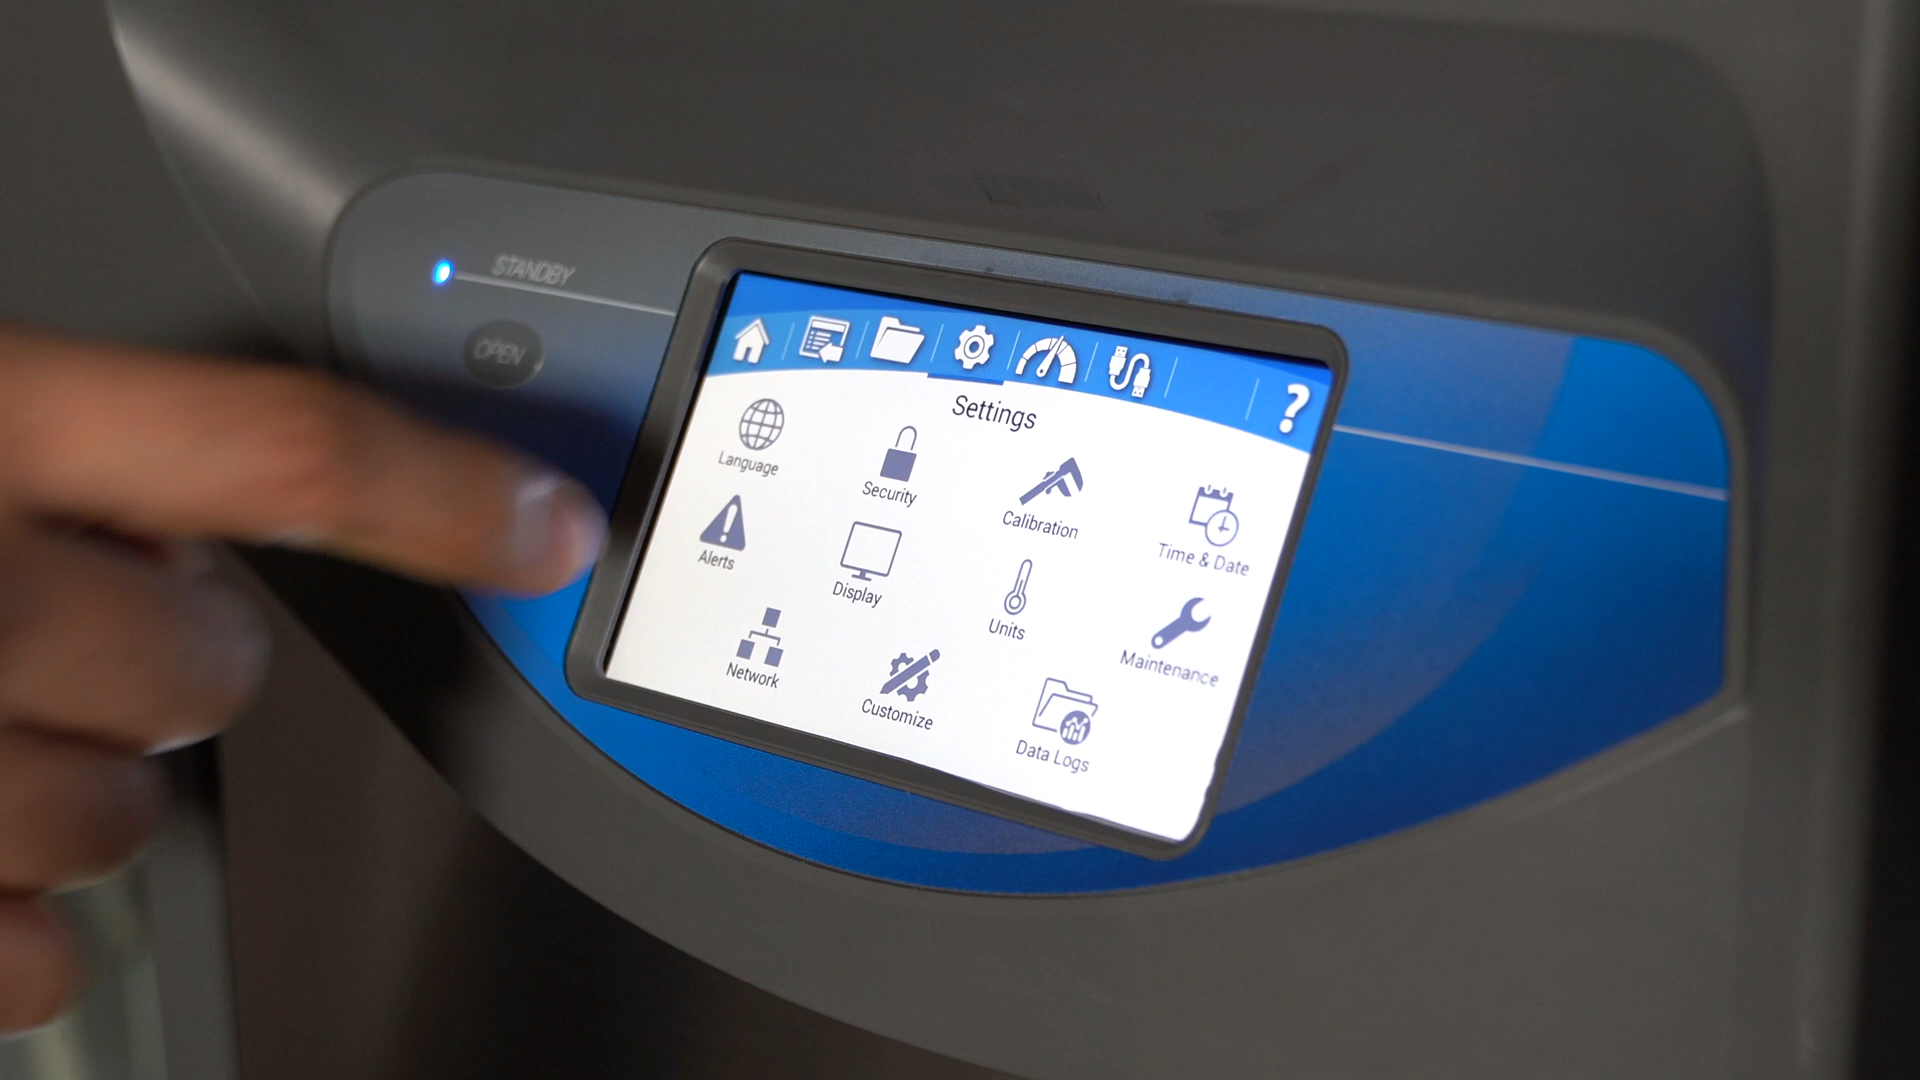 STANDBY
OPEN
?
Settings
Language
Security
Calibration
Time & Date
Alerts
Display
Units
Maintenance
Network
Customize
Data Logs